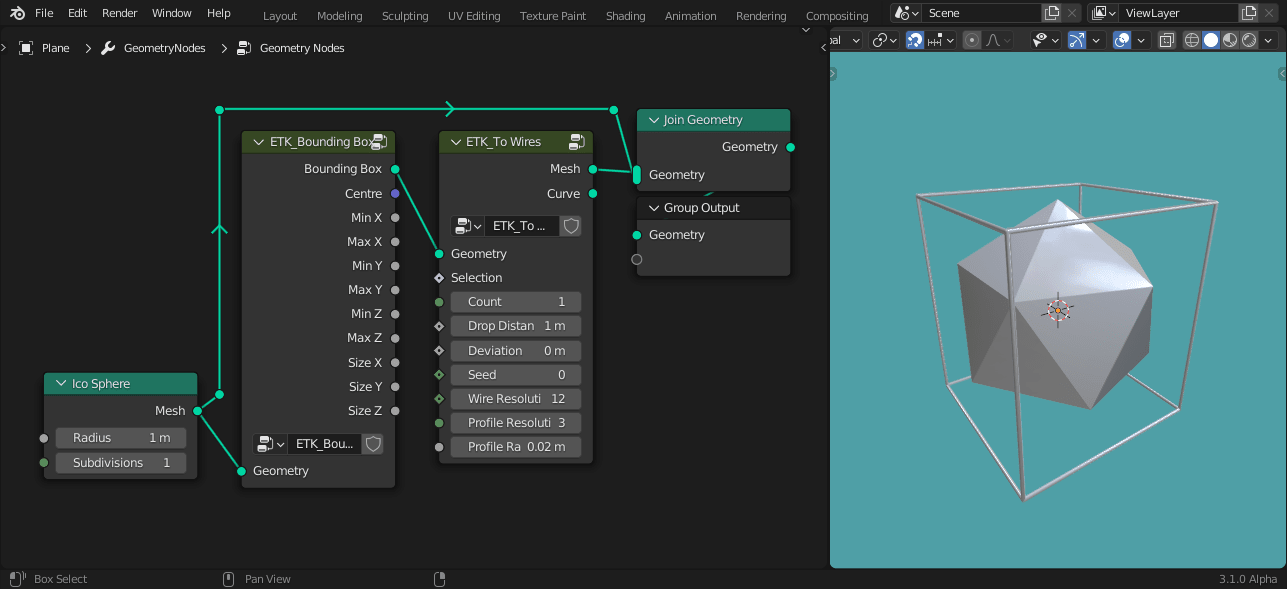 File Edit Render Window Help Layout Modeling Sculpting UV Editing Texture Paint Shading Animation Rendering Compositing Scene ViewLayer
Plane GeometryNodes Geometry Nodes
Join Geometry
Geometry
Geometry
Group Output
Geometry
ETK_Bounding Box
Bounding Box
Centre
Min X
Max X
Min Y
Max Y
Min Z
Max Z
Size X
Size Y
Size Z
ETK_Bou...
Geometry
ETK_To Wires
Mesh
Curve
ETK_To ...
Geometry
Selection
Count 1
Drop Distan 1 m
Deviation 0 m
Seed 0
Wire Resoluti 12
Profile Resoluti 3
Profile Ra 0.02 m
Ico Sphere
Mesh
Radius 1 m
Subdivisions 1
Box Select Pan View 3.1.0 Alpha